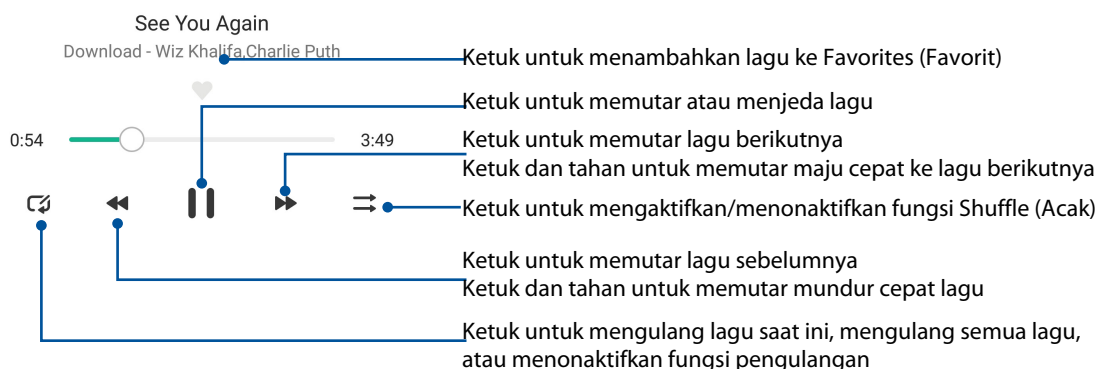 See You Again
Download - Wiz Khalifa,Charlie Puth
Ketuk untuk menambahkan lagu ke Favorites (Favorit)
Ketuk untuk memutar atau menjeda lagu
0:54
3:49
Ketuk untuk memutar lagu berikutnya
Ketuk dan tahan untuk memutar maju cepat ke lagu berikutnya
Ketuk untuk mengaktifkan/menonaktifkan fungsi Shuffle (Acak)
Ketuk untuk memutar lagu sebelumnya
Ketuk dan tahan untuk memutar mundur cepat lagu
Ketuk untuk mengulang lagu saat ini, mengulang semua lagu,
atau menonaktifkan fungsi pengulangan